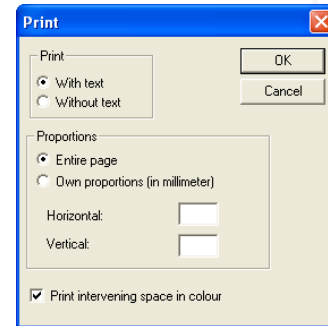 Print
Print
With text
Without text
OK
Cancel
Proportions
Entire page
Own proportions (in millimeter)
Horizontal:
Vertical:
Print intervening space in colour